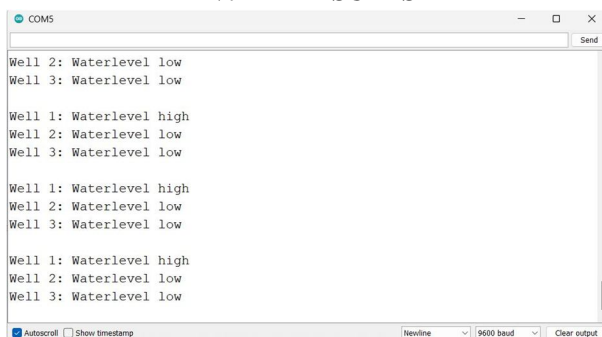 COM5
Send
Well 2: Waterlevel low
Well 3: Waterlevel low
Well 1: Waterlevel high
Well 2: Waterlevel low
Well 3: Waterlevel low
Well 1: Waterlevel high
Well 2: Waterlevel low
Well 3: Waterlevel low
Well 1: Waterlevel high
Well 2: Waterlevel low
Well 3: Waterlevel low
Autoscroll Show timestamp Newline 9600 baud Clear output